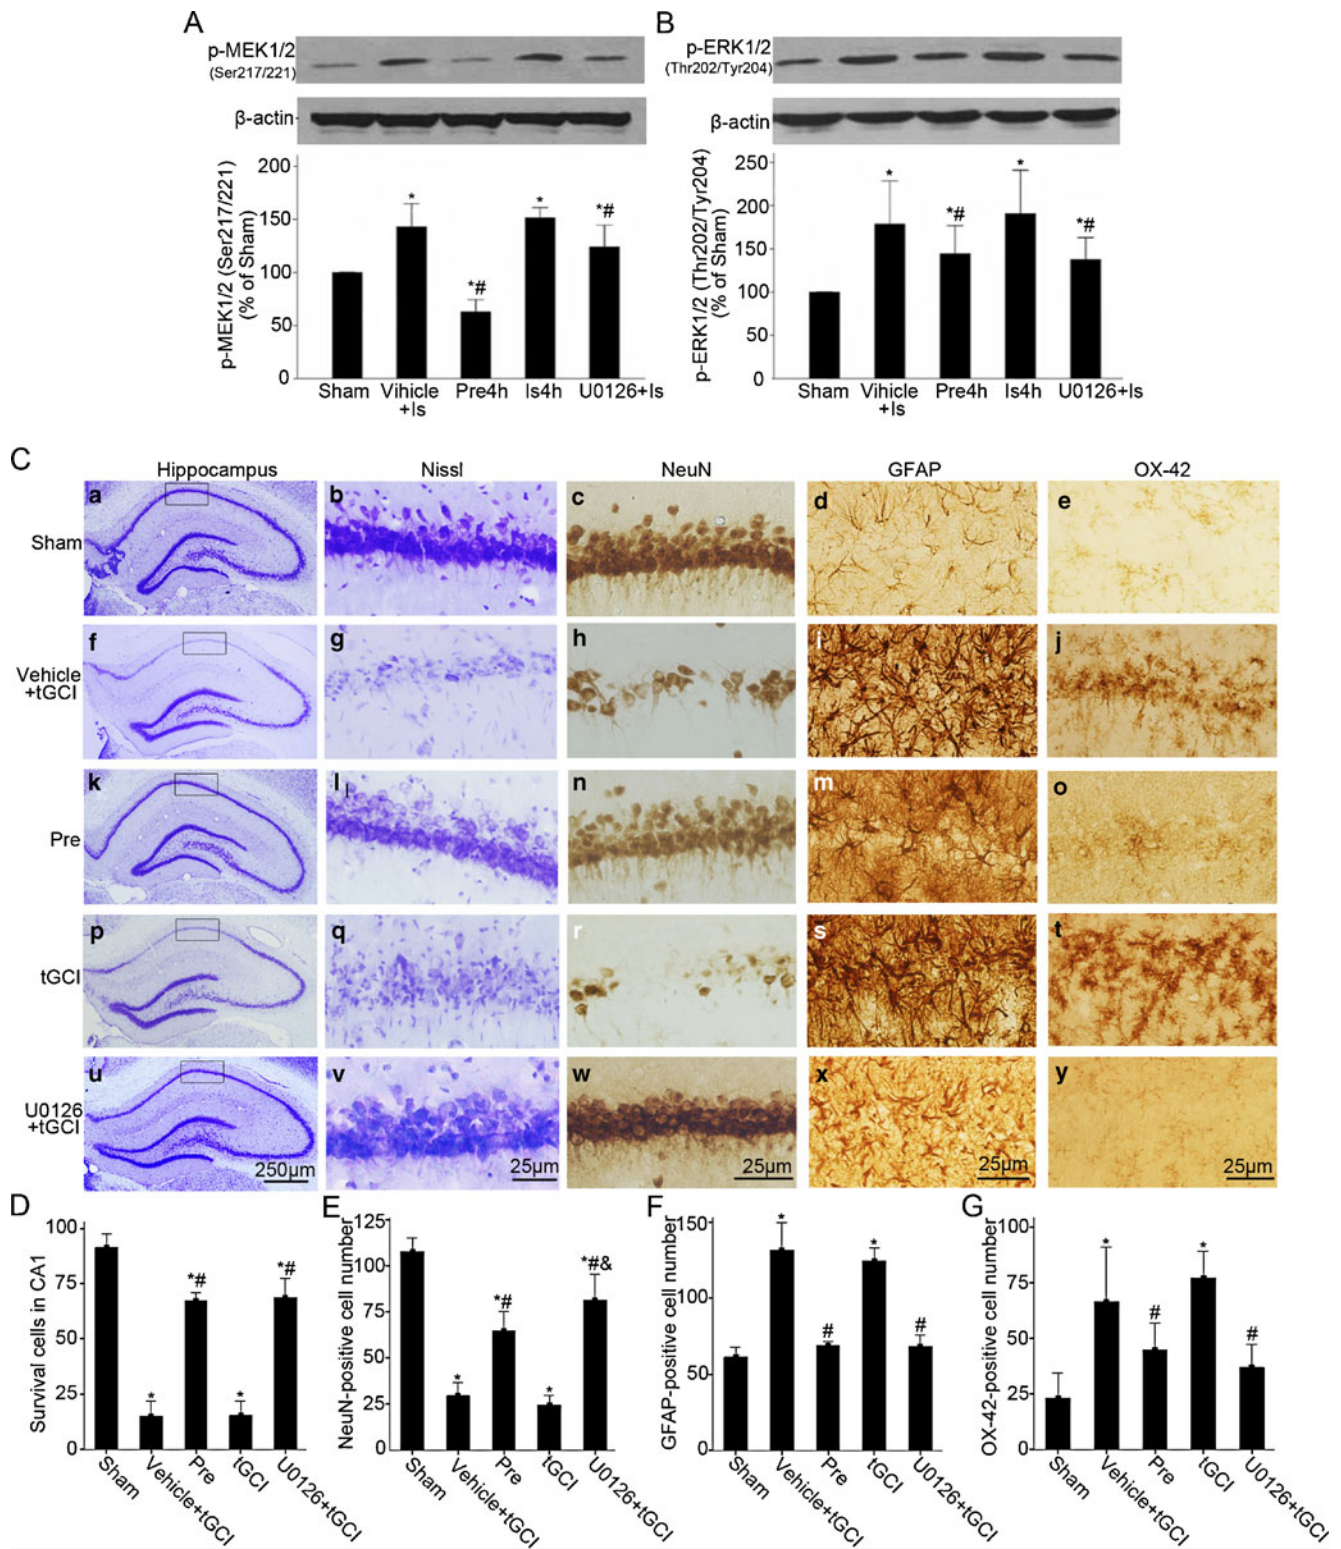 A
p-MEK1/2
(Ser217/221)
β-actin
p-MEK1/2 (Ser217/221)
(% of Sham)
200
150
100
50
0
*
*#
*
*#
Sham Vihicle +Is Pre4h Is4h U0126+Is
B
p-ERK1/2
(Thr202/Tyr204)
β-actin
p-ERK1/2 (Thr202/Tyr204)
(% of Sham)
250
200
150
100
50
0
*
*#
*
*#
Sham Vihicle +Is Pre4h Is4h U0126+Is
C
Hippocampus Nissl NeuN GFAP OX-42
Sham
a b c d e
Vehicle
+tGCI
f g h i j
Pre
k l n m o
tGCI
p q r s t
U0126
+tGCI
u v w x y
250μm 25μm 25μm 25μm 25μm
D
Survival cells in CA1
100
75
50
25
0
*
*#
*
*#
Sham Vehicle+tGCI Pre tGCI U0126+tGCI
E
NeuN-positive cell number
125
100
75
50
25
0
*
*#
*
*#&
Sham Vehicle+tGCI Pre tGCI U0126+tGCI
F
GFAP-positive cell number
150
100
50
0
*
#
*
#
Sham Vehicle+tGCI Pre tGCI U0126+tGCI
G
OX-42-positive cell number
100
75
50
25
0
*
#
*
#
Sham Vehicle+tGCI Pre tGCI U0126+tGCI